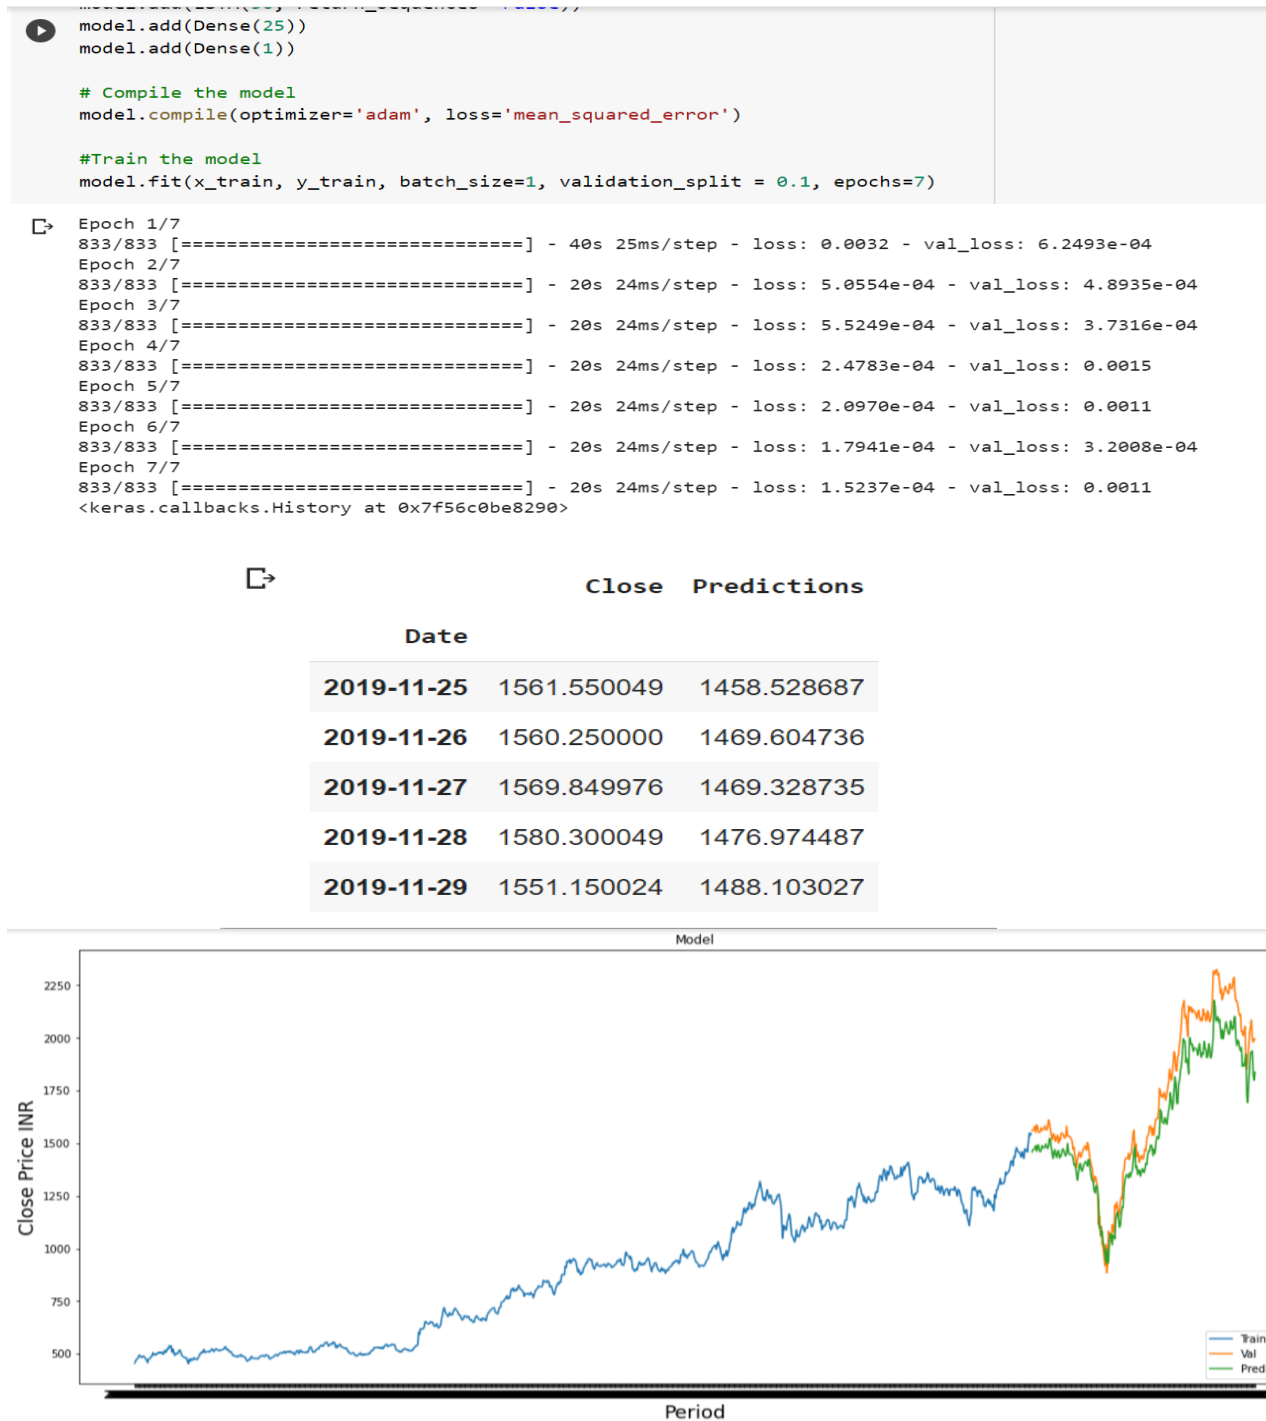 model.add(Dense(25))
model.add(Dense(1))
# Compile the model
model.compile(optimizer='adam', loss='mean_squared_error')
#Train the model
model.fit(x_train, y_train, batch_size=1, validation_split = 0.1, epochs=7)
Epoch 1/7
833/833 [==============================] - 40s 25ms/step - loss: 0.0032 - val_loss: 6.2493e-04
Epoch 2/7
833/833 [==============================] - 20s 24ms/step - loss: 5.0554e-04 - val_loss: 4.8935e-04
Epoch 3/7
833/833 [==============================] - 20s 24ms/step - loss: 5.5249e-04 - val_loss: 3.7316e-04
Epoch 4/7
833/833 [==============================] - 20s 24ms/step - loss: 2.4783e-04 - val_loss: 0.0015
Epoch 5/7
833/833 [==============================] - 20s 24ms/step - loss: 2.0970e-04 - val_loss: 0.0011
Epoch 6/7
833/833 [==============================] - 20s 24ms/step - loss: 1.7941e-04 - val_loss: 3.2008e-04
Epoch 7/7
833/833 [==============================] - 20s 24ms/step - loss: 1.5237e-04 - val_loss: 0.0011
<keras.callbacks.History at 0x7f56c0be8290>
Close Predictions
Date
2019-11-25 1561.550049 1458.528687
2019-11-26 1560.250000 1469.604736
2019-11-27 1569.849976 1469.328735
2019-11-28 1580.300049 1476.974487
2019-11-29 1551.150024 1488.103027
Model
Close Price INR
2250
2000
1750
1500
1250
1000
750
500
Train
Val
Pred
Period